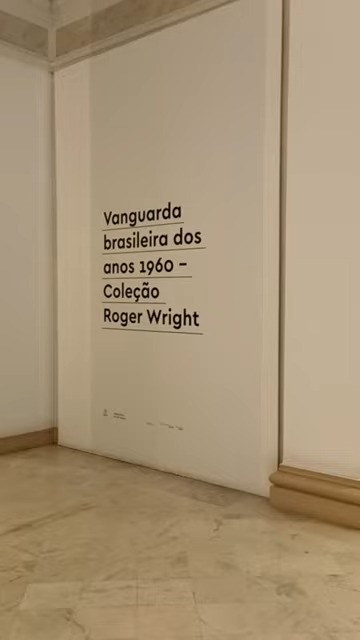 Vanguarda
brasileira dos
anos 1960 –
Coleção
Roger Wright